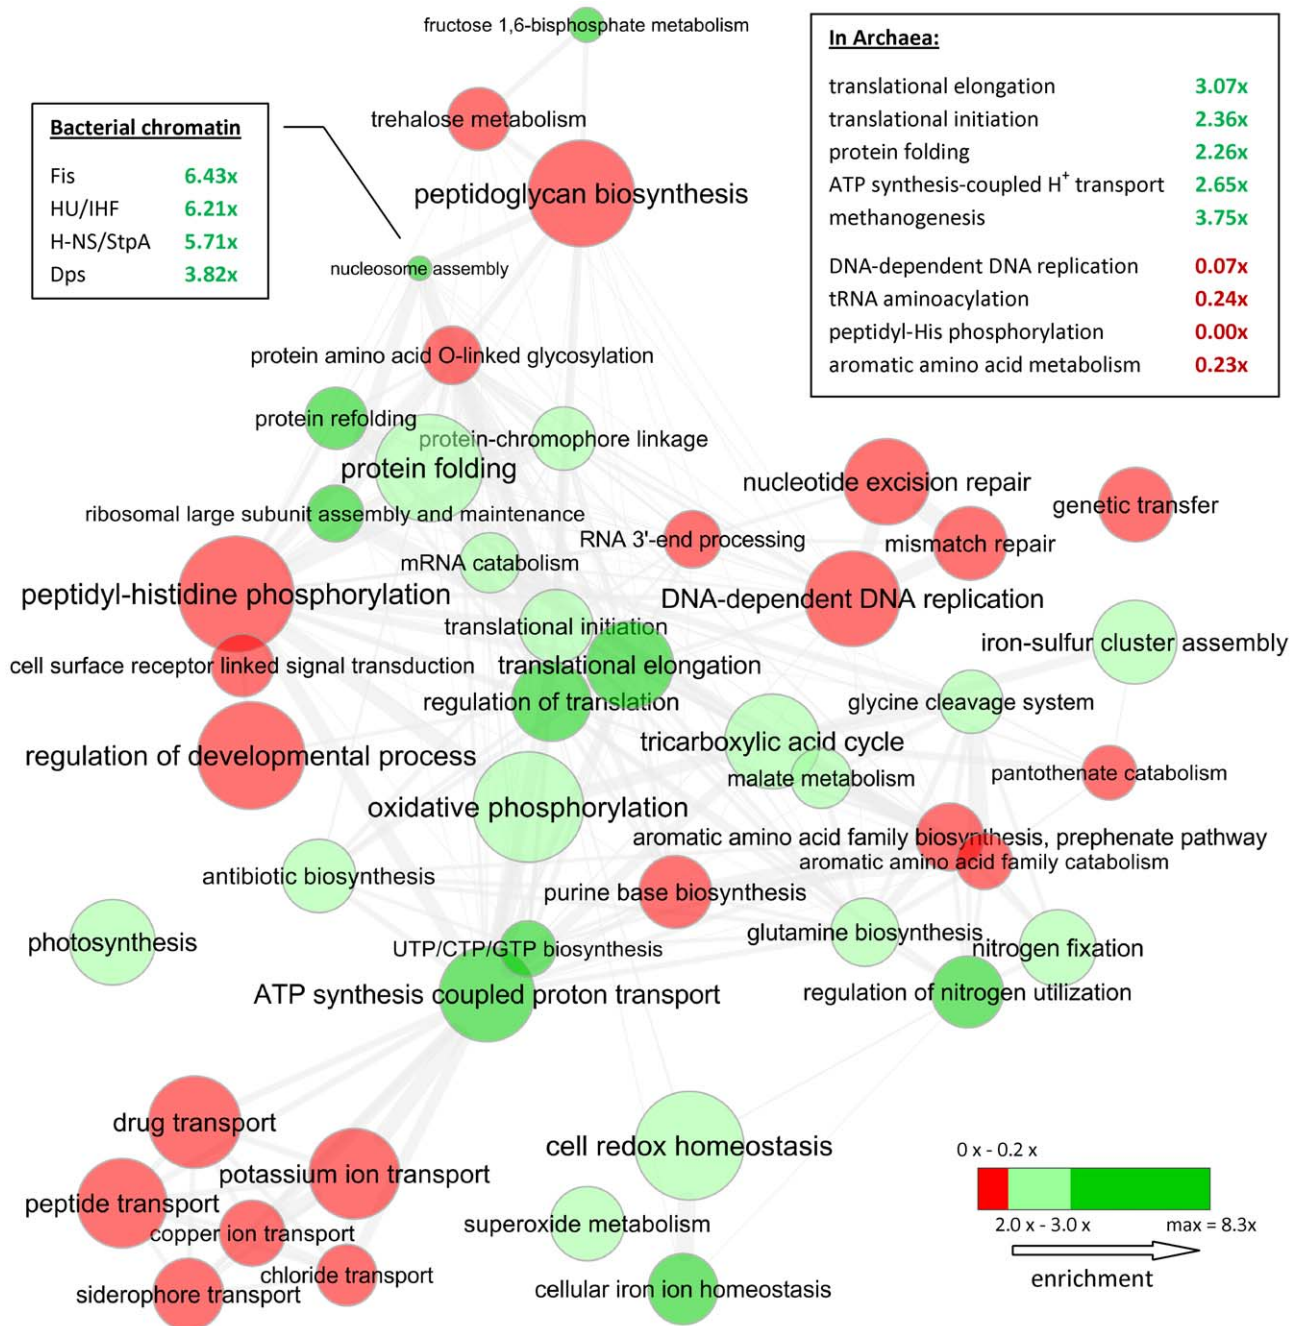 fructose 1,6-bisphosphate metabolism
In Archaea:
translational elongation 3.07x
translational initiation 2.36x
protein folding 2.26x
ATP synthesis-coupled H+ transport 2.65x
methanogenesis 3.75x
DNA-dependent DNA replication 0.07x
tRNA aminoacylation 0.24x
peptidyl-His phosphorylation 0.00x
aromatic amino acid metabolism 0.23x
Bacterial chromatin
Fis 6.43x
HU/IHF 6.21x
H-NS/StpA 5.71x
Dps 3.82x
trehalose metabolism
peptidoglycan biosynthesis
nucleosome assembly
protein amino acid O-linked glycosylation
protein refolding
protein-chromophore linkage
protein folding
nucleotide excision repair
genetic transfer
ribosomal large subunit assembly and maintenance
RNA 3'-end processing
mismatch repair
mRNA catabolism
peptidyl-histidine phosphorylation
DNA-dependent DNA replication
translational initiation
iron-sulfur cluster assembly
cell surface receptor linked signal transduction
translational elongation
regulation of translation
glycine cleavage system
regulation of developmental process
tricarboxylic acid cycle
malate metabolism
pantothenate catabolism
oxidative phosphorylation
aromatic amino acid family biosynthesis, prephenate pathway
aromatic amino acid family catabolism
antibiotic biosynthesis
purine base biosynthesis
photosynthesis
glutamine biosynthesis
nitrogen fixation
UTP/CTP/GTP biosynthesis
ATP synthesis coupled proton transport
regulation of nitrogen utilization
drug transport
cell redox homeostasis
potassium ion transport
peptide transport
copper ion transport
superoxide metabolism
chloride transport
siderophore transport
cellular iron ion homeostasis
0 x - 0.2 x
2.0 x - 3.0 x
max = 8.3x
enrichment